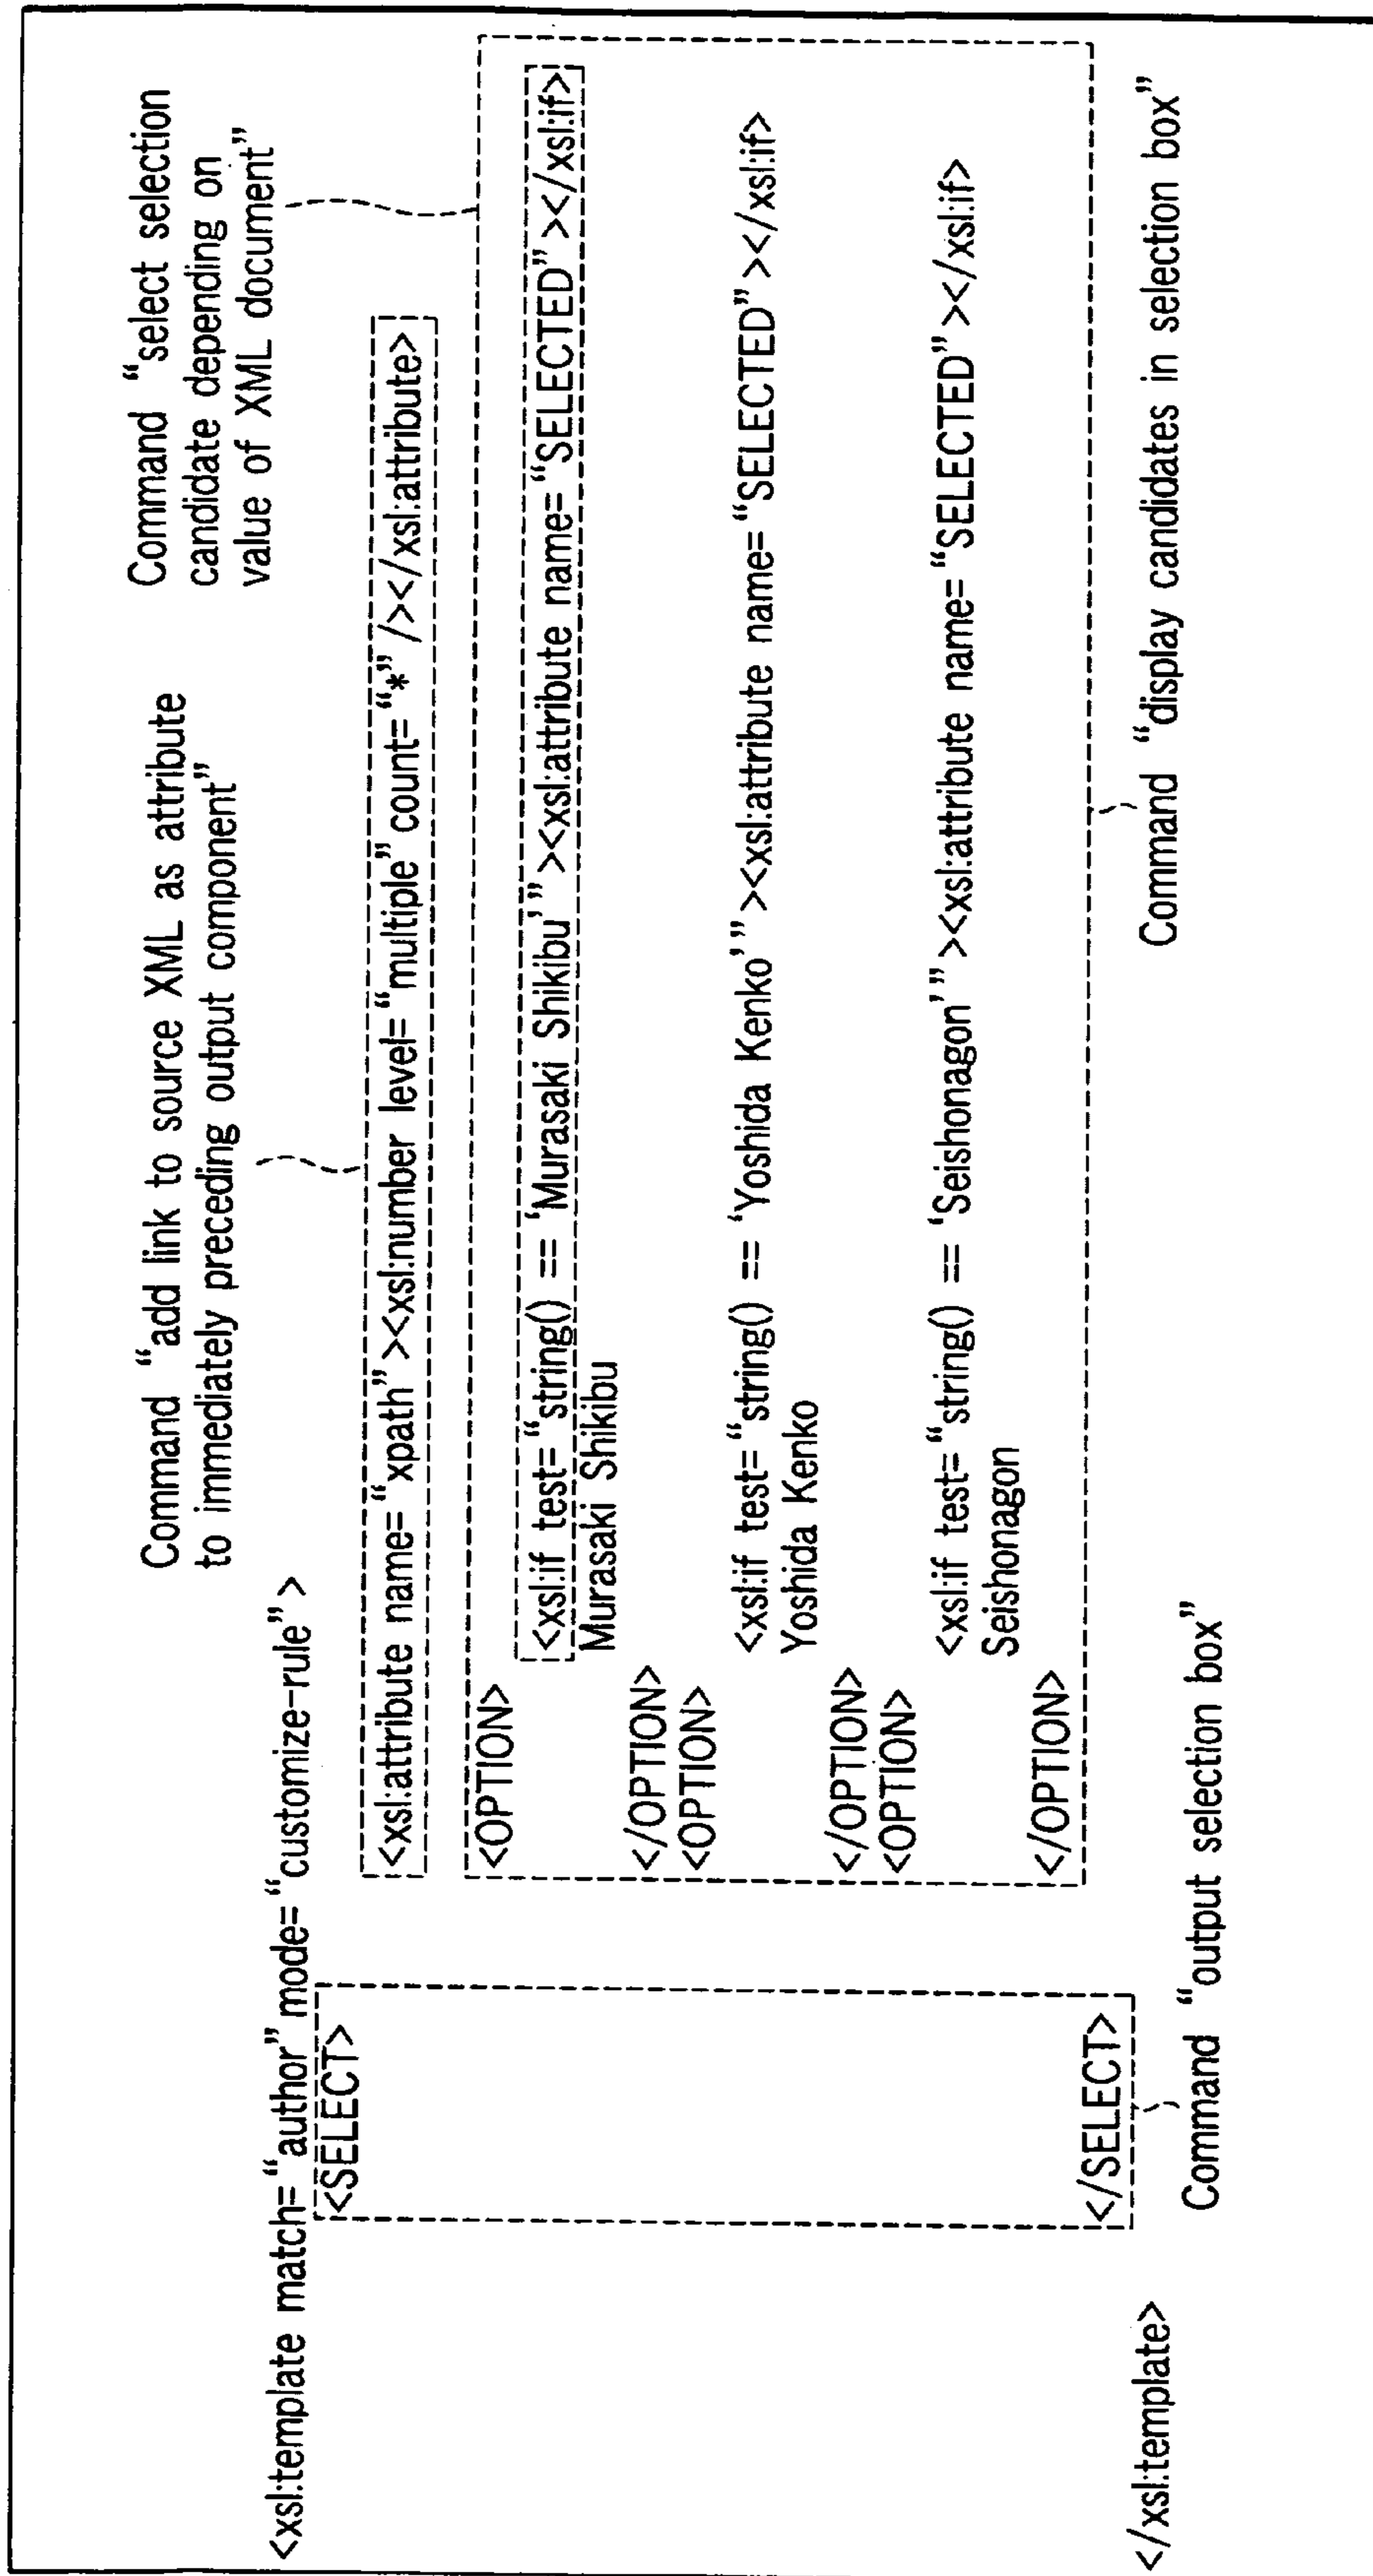 Command “add link to source XML as attribute
to immediately preceding output component”
Command “select selection
candidate depending on
value of XML document”
<xsl:template match=“author” mode=“customize-rule”>
<SELECT>
<xsl:attribute name=“xpath”><xsl:number level=“multiple” count=“*”/></xsl:attribute>
<OPTION>
<xsl:if test=“string() == ‘Murasaki Shikibu’”><xsl:attribute name=“SELECTED”></xsl:if>
Murasaki Shikibu
</OPTION>
<OPTION>
<xsl:if test=“string() == ‘Yoshida Kenko’”><xsl:attribute name=“SELECTED”></xsl:if>
Yoshida Kenko
</OPTION>
<OPTION>
<xsl:if test=“string() == ‘Seishonagon’”><xsl:attribute name=“SELECTED”></xsl:if>
Seishonagon
</OPTION>
</SELECT>
</xsl:template>
Command “output selection box”
Command “display candidates in selection box”